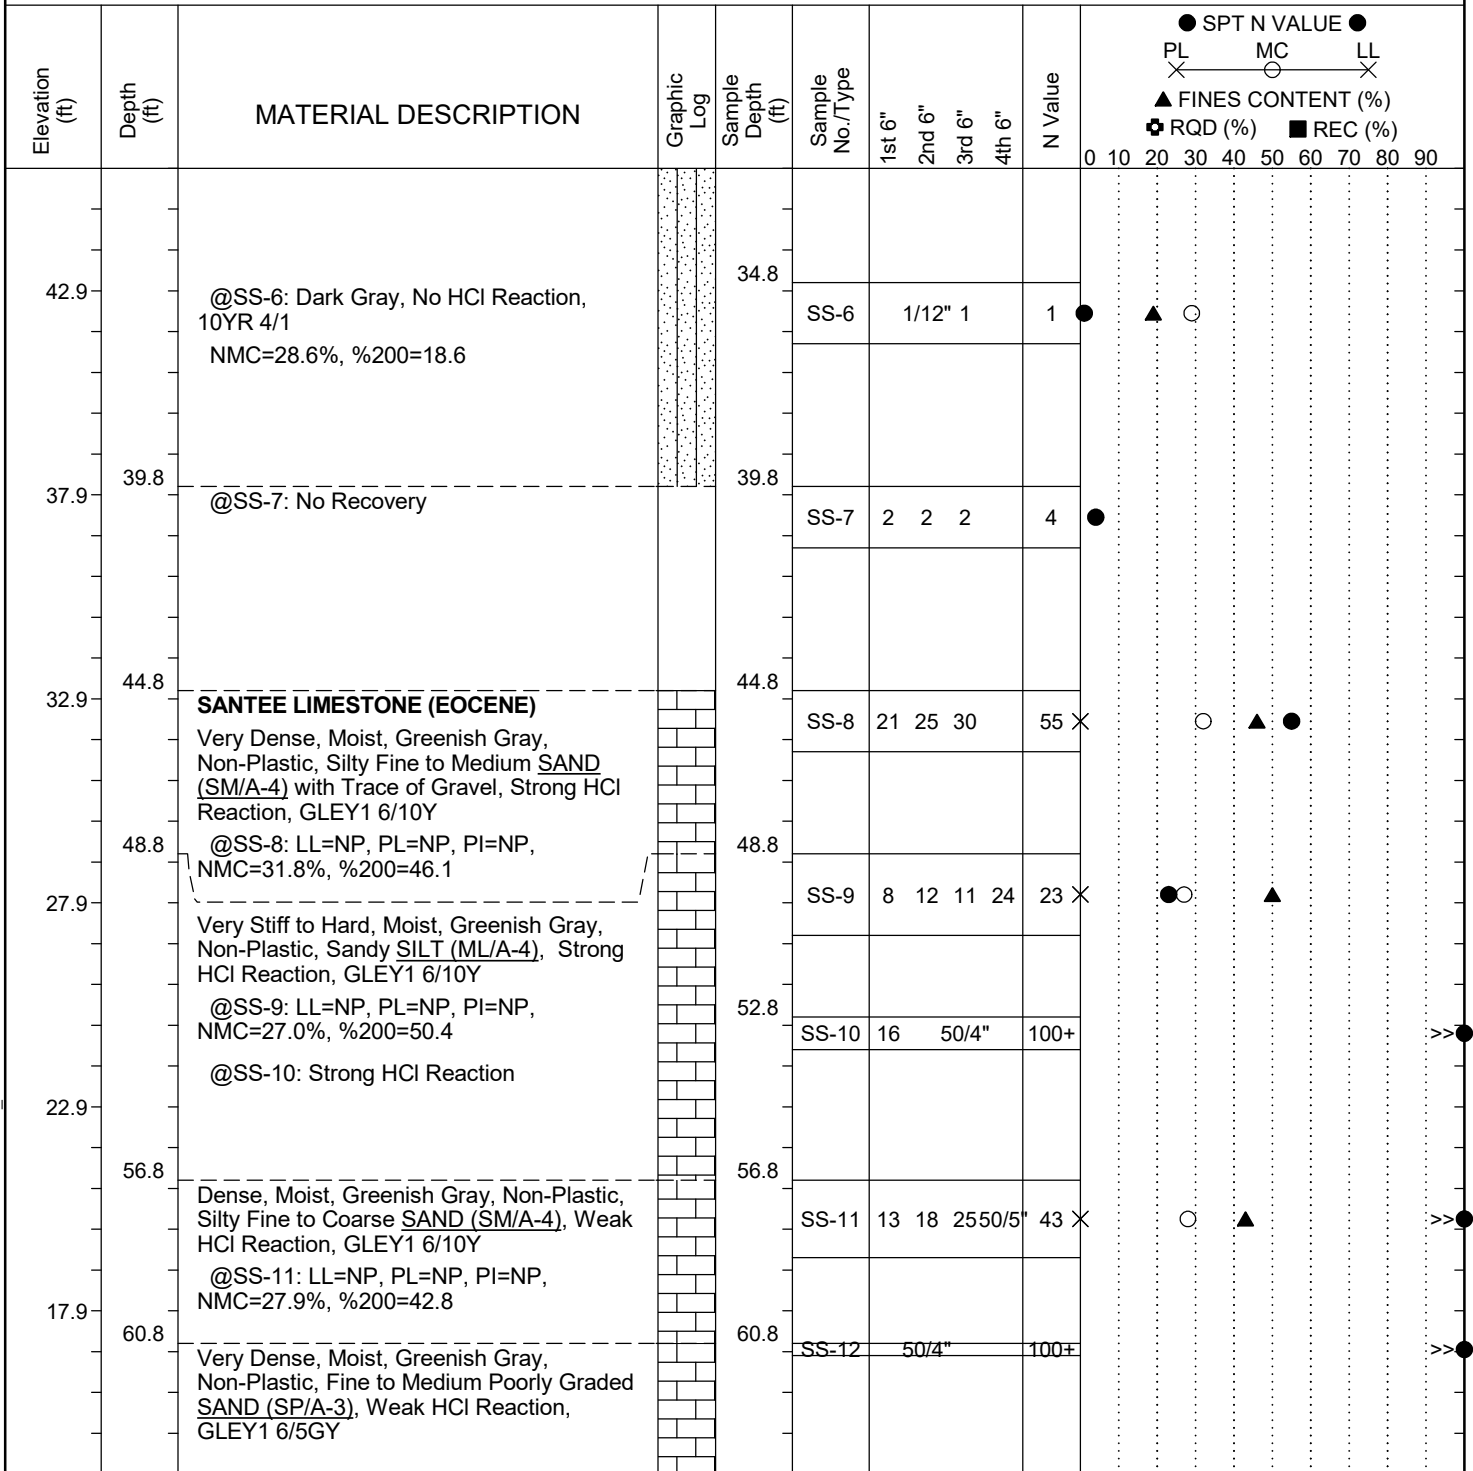 ● SPT N VALUE ●
PL MC LL
▲ FINES CONTENT (%)
RQD (%) ■ REC (%)
Elevation (ft)
Depth (ft)
MATERIAL DESCRIPTION
Graphic Log
Sample Depth (ft)
Sample No./Type
1st 6"
2nd 6"
3rd 6"
4th 6"
N Value
0 10 20 30 40 50 60 70 80 90
34.8
42.9
@SS-6: Dark Gray, No HCl Reaction,
10YR 4/1
NMC=28.6%, %200=18.6
SS-6 1/12" 1 1
39.8 39.8
37.9
@SS-7: No Recovery
SS-7 2 2 2 4
44.8 44.8
32.9
SANTEE LIMESTONE (EOCENE)
Very Dense, Moist, Greenish Gray,
Non-Plastic, Silty Fine to Medium SAND
(SM/A-4) with Trace of Gravel, Strong HCl
Reaction, GLEY1 6/10Y
SS-8 21 25 30 55
@SS-8: LL=NP, PL=NP, PI=NP,
NMC=31.8%, %200=46.1
48.8 48.8
27.9
SS-9 8 12 11 24 23
Very Stiff to Hard, Moist, Greenish Gray,
Non-Plastic, Sandy SILT (ML/A-4), Strong
HCl Reaction, GLEY1 6/10Y
@SS-9: LL=NP, PL=NP, PI=NP,
NMC=27.0%, %200=50.4
52.8
SS-10 16 50/4" 100+ >>
@SS-10: Strong HCl Reaction
22.9
56.8 56.8
Dense, Moist, Greenish Gray, Non-Plastic,
Silty Fine to Coarse SAND (SM/A-4), Weak
HCl Reaction, GLEY1 6/10Y
SS-11 13 18 25 50/5" 43 >>
@SS-11: LL=NP, PL=NP, PI=NP,
NMC=27.9%, %200=42.8
17.9
60.8 60.8
SS-12 50/4" 100+ >>
Very Dense, Moist, Greenish Gray,
Non-Plastic, Fine to Medium Poorly Graded
SAND (SP/A-3), Weak HCl Reaction,
GLEY1 6/5GY